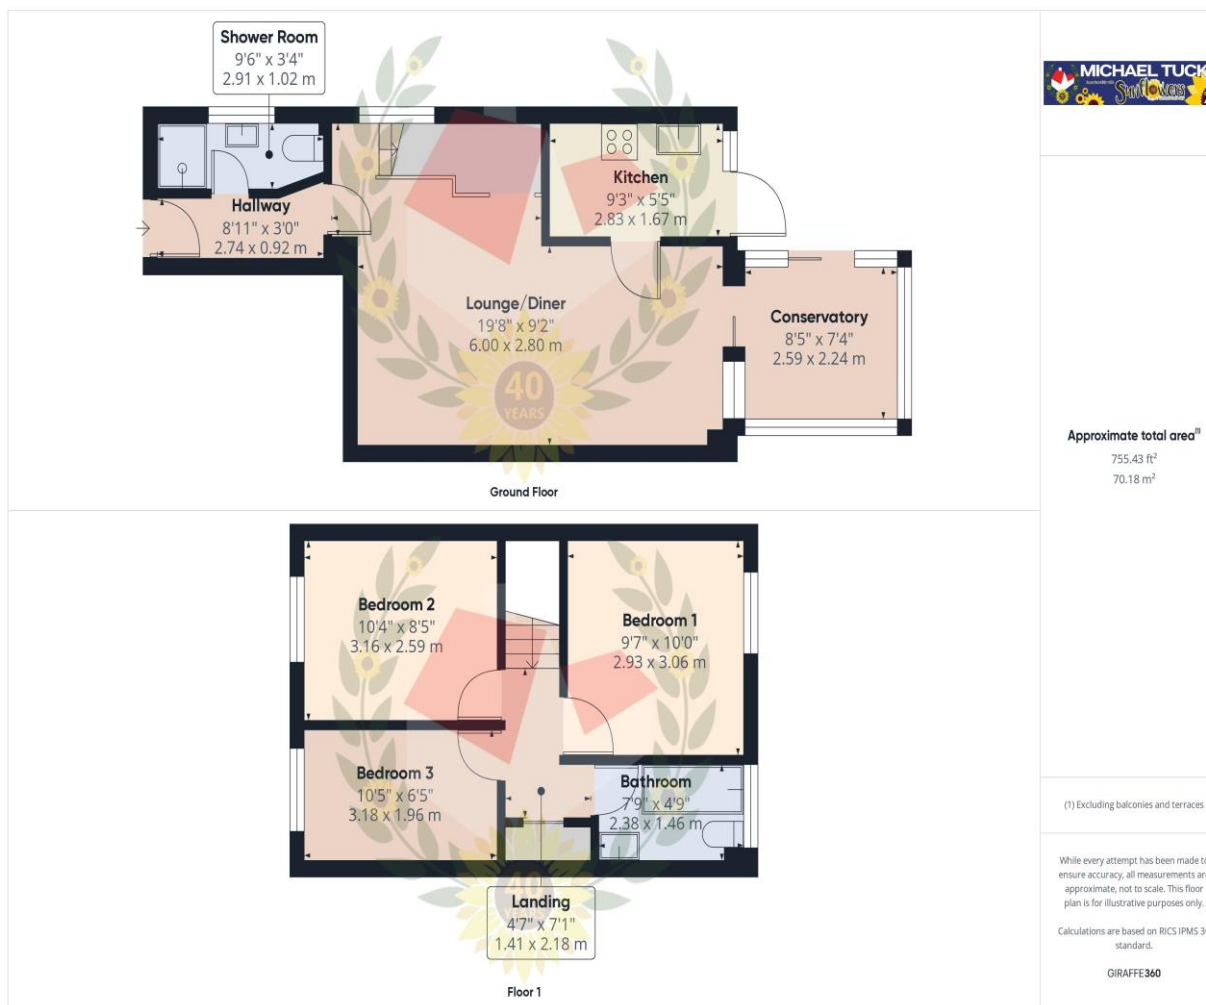 Shower Room
9'6" x 3'4"
2.91 x 1.02 m
Hallway
8'11" x 3'0"
2.74 x 0.92 m
Kitchen
9'3" x 5'5"
2.83 x 1.67 m
Lounge/Diner
19'8" x 9'2"
6.00 x 2.80 m
Conservatory
8'5" x 7'4"
2.59 x 2.24 m
40
YEARS
Ground Floor
Bedroom 2
10'4" x 8'5"
3.16 x 2.59 m
Bedroom 1
9'7" x 10'0"
2.93 x 3.06 m
Bedroom 3
10'5" x 6'5"
3.18 x 1.96 m
Bathroom
7'9" x 4'9"
2.38 x 1.46 m
40
YEARS
Landing
4'7" x 7'1"
1.41 x 2.18 m
Floor 1
MICHAEL TUCK
Sunflowers
Approximate total area(1)
755.43 ft²
70.18 m²
(1) Excluding balconies and terraces
While every attempt has been made to
ensure accuracy, all measurements are
approximate, not to scale. This floor
plan is for illustrative purposes only.
Calculations are based on RICS IPMS 3
standard.
GIRAFFE360